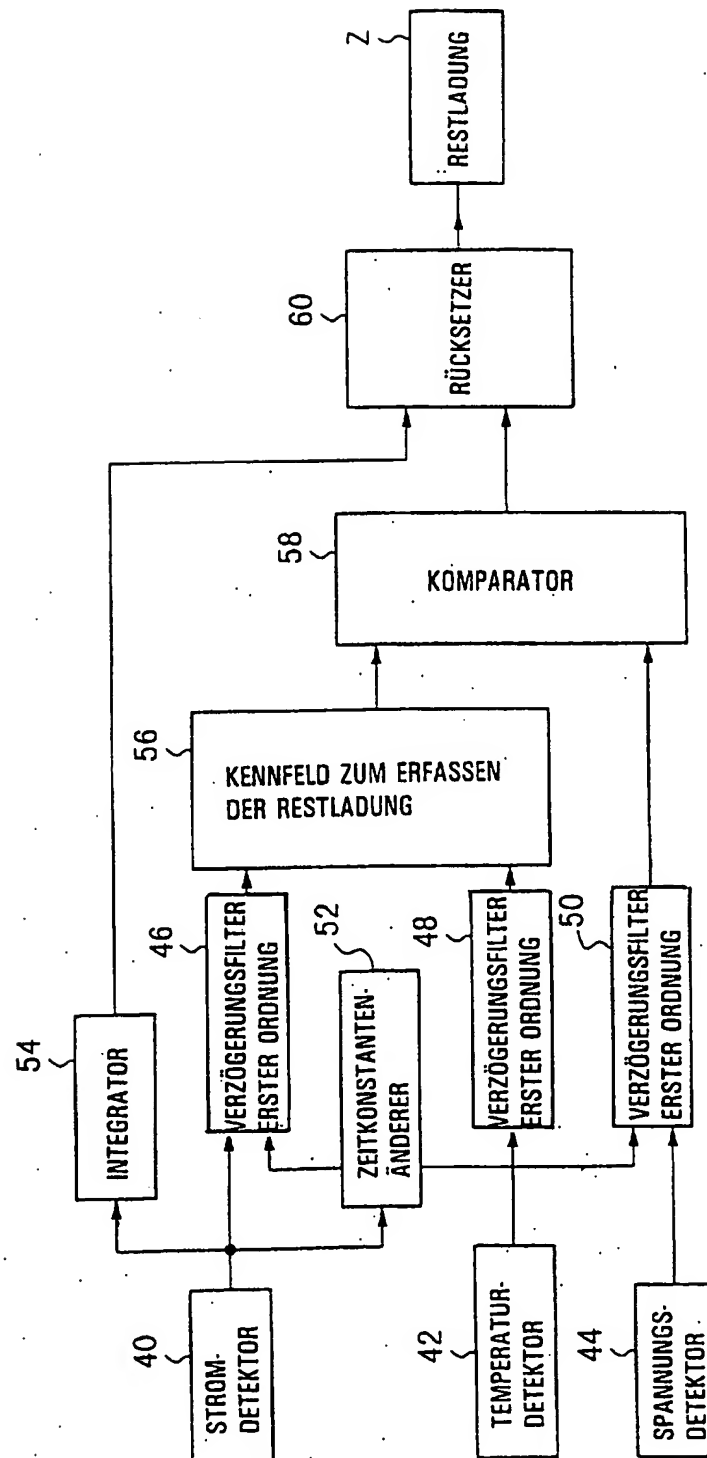 40
STROM-
DETEKTOR
42
TEMPERATUR-
DETEKTOR
44
SPANNUNGS-
DETEKTOR
54
INTEGRATOR
46
VERZÖGERUNGSFILTER
ERSTER ORDNUNG
52
ZEITKONSTANTEN-
ÄNDERER
48
VERZÖGERUNGSFILTER
ERSTER ORDNUNG
50
VERZÖGERUNGSFILTER
ERSTER ORDNUNG
56
KENNFELD ZUM ERFASSEN
DER RESTLADUNG
58
KOMPARATOR
60
RÜCKSETZER
Z
RESTLADUNG